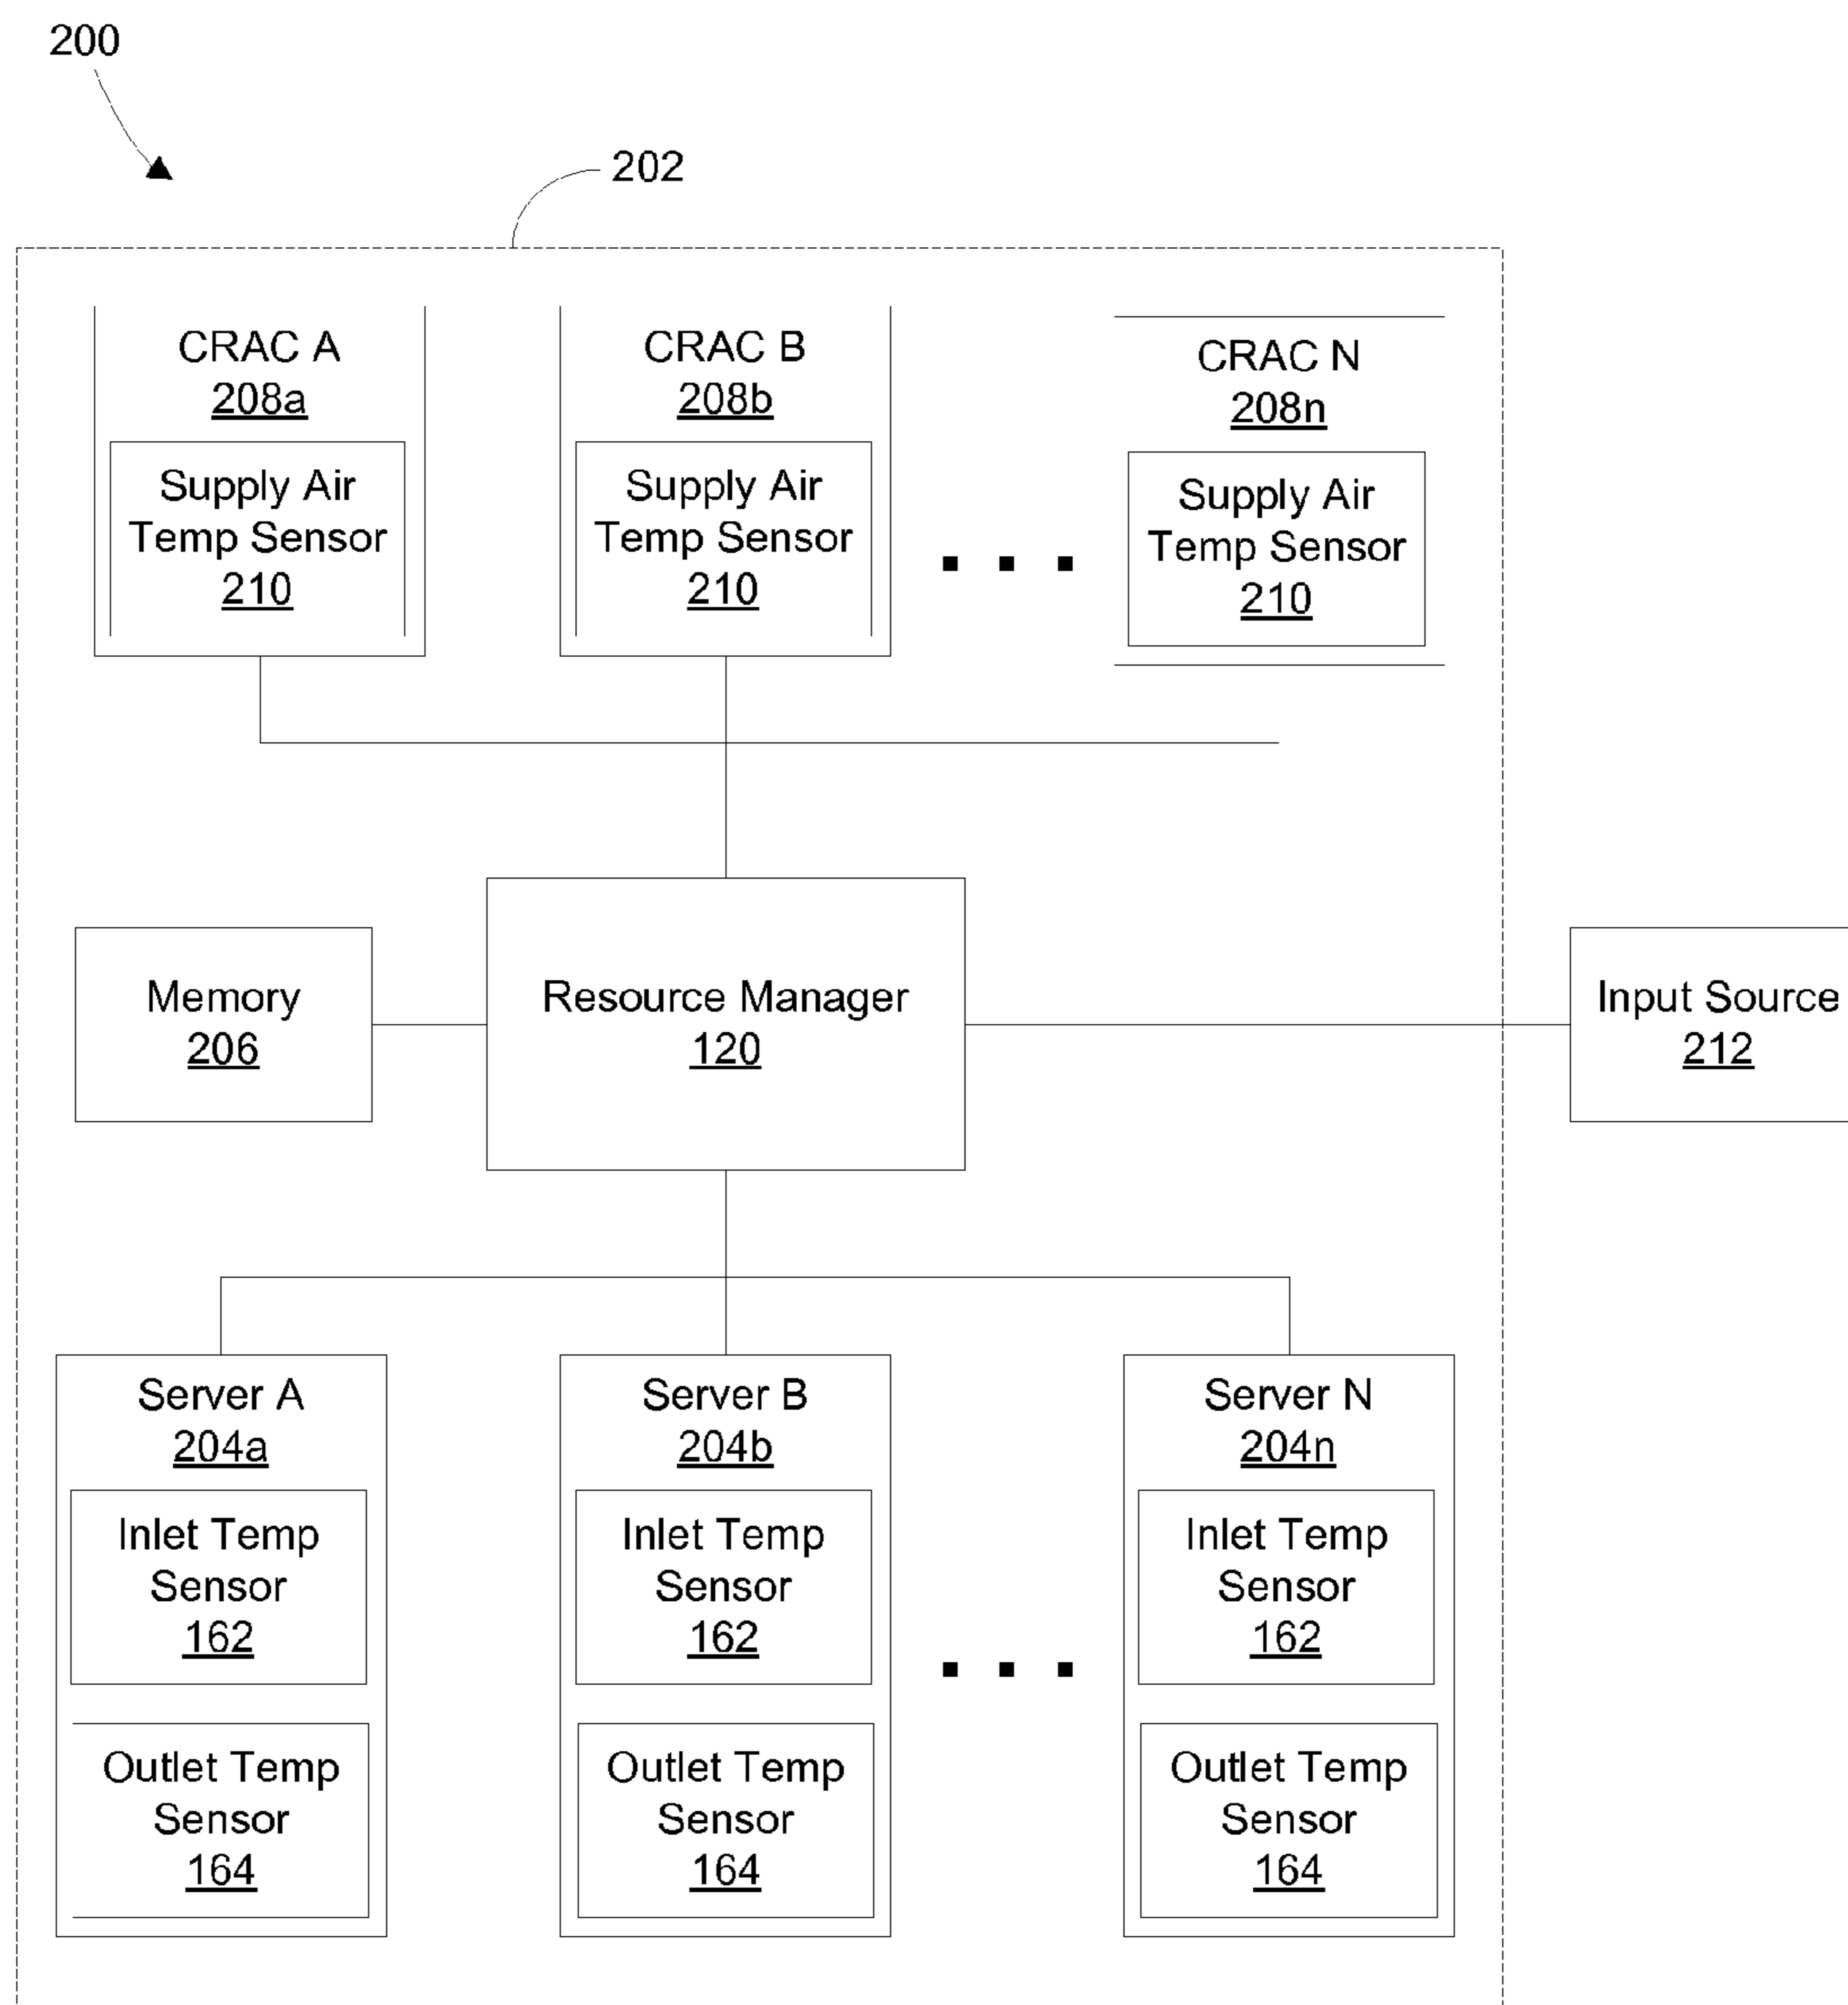 200
202
CRAC A
208a
Supply Air
Temp Sensor
210
CRAC B
208b
Supply Air
Temp Sensor
210
CRAC N
208n
Supply Air
Temp Sensor
210
Memory
206
Resource Manager
120
Input Source
212
Server A
204a
Inlet Temp
Sensor
162
Outlet Temp
Sensor
164
Server B
204b
Inlet Temp
Sensor
162
Outlet Temp
Sensor
164
Server N
204n
Inlet Temp
Sensor
162
Outlet Temp
Sensor
164